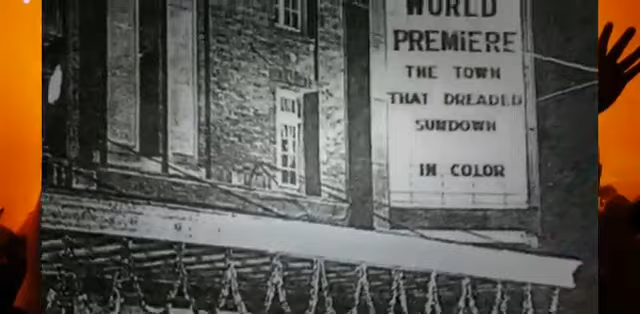 WORLD
PREMIERE
THE TOWN
THAT DREADED
SUNDOWN
IN COLOR